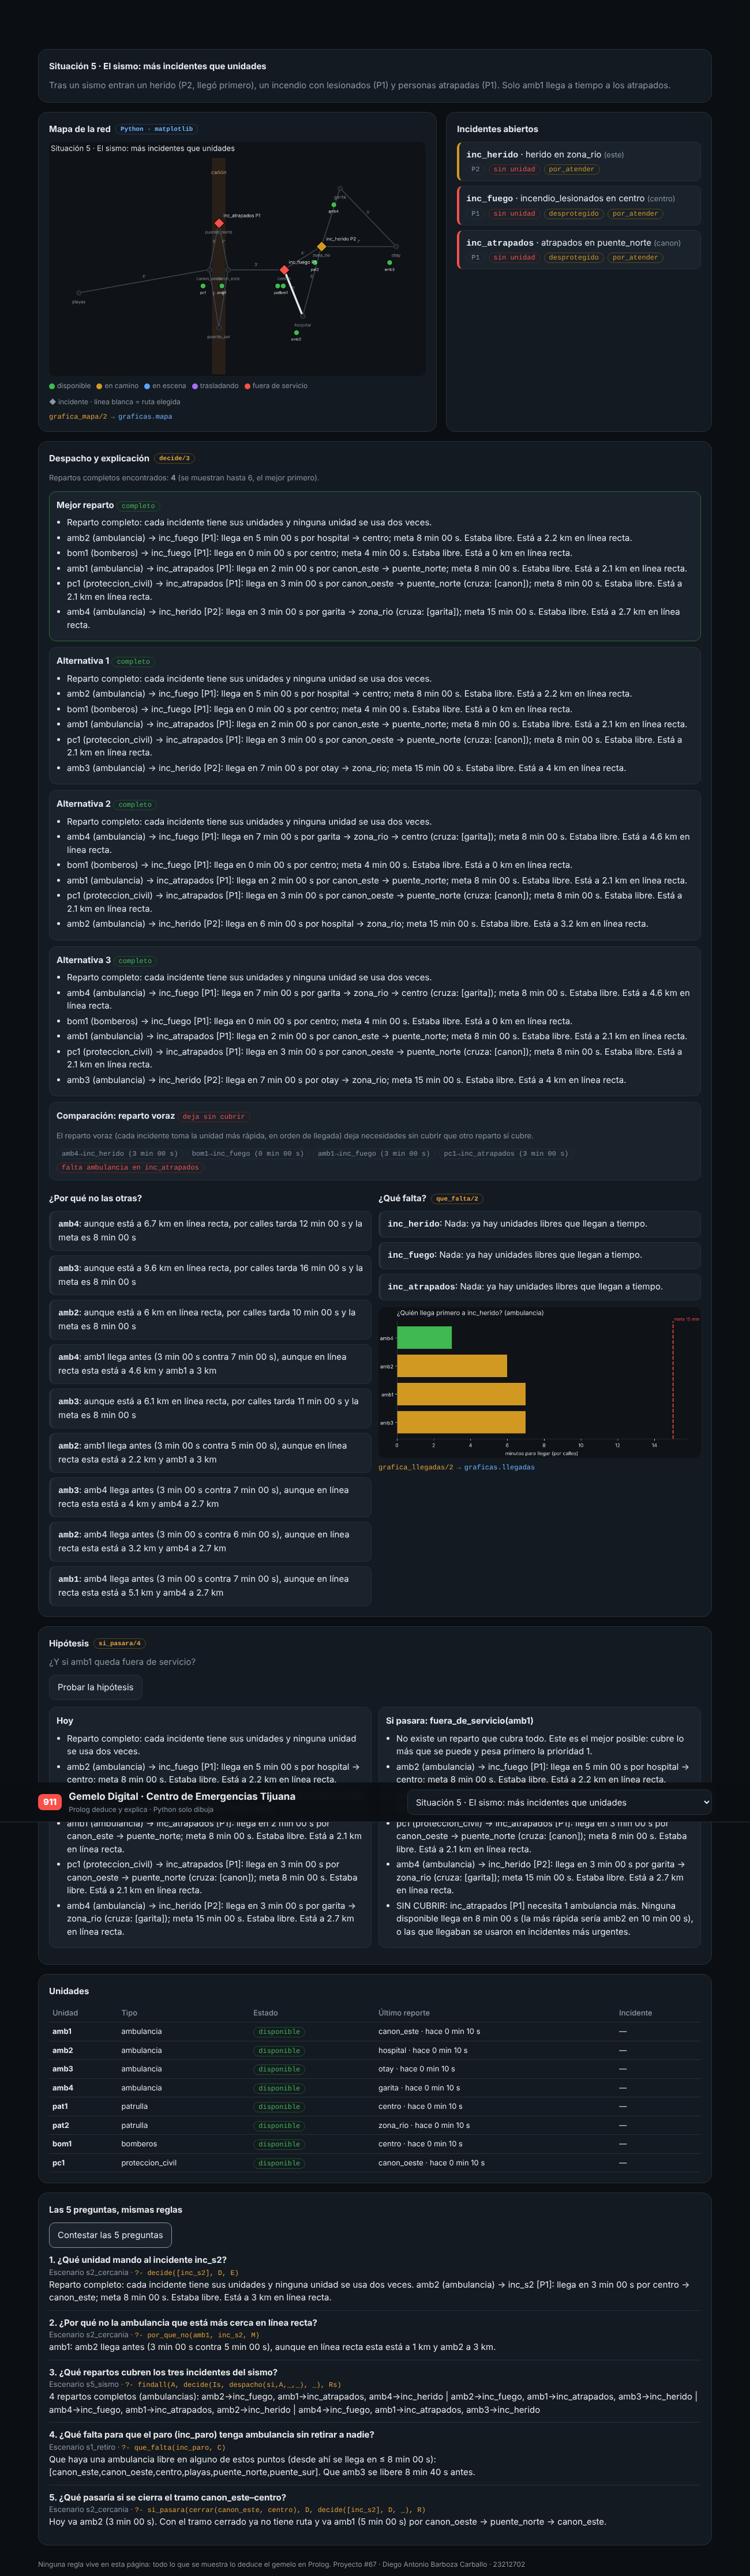 Situación 5 · El sismo: más incidentes que unidades
Tras un sismo entran un herido (P2, llegó primero), un incendio con lesionados (P1) y personas atrapadas (P1). Solo amb1 llega a tiempo a los atrapados.
Mapa de la red Python · matplotlib
Situación 5 · El sismo: más incidentes que unidades
cañón
garita
amb4
inc_atrapados P1
puente_norte
inc_herido P2
zona_rio
otay
inc_fuego P1
pat2
amb3
pc1
amb1
playas
hospital
puente_sur
amb2
disponible en camino en escena trasladando fuera de servicio
incidente · línea blanca = ruta elegida
grafica_mapa/2 → graficas.mapa
Incidentes abiertos
inc_herido · herido en zona_rio (este)
P2 sin unidad por_atender
inc_fuego · incendio_lesionados en centro (centro)
P1 sin unidad desprotegido por_atender
inc_atrapados · atrapados en puente_norte (canon)
P1 sin unidad desprotegido por_atender
Despacho y explicación decide/3
Repartos completos encontrados: 4 (se muestran hasta 6, el mejor primero).
Mejor reparto completo
• Reparto completo: cada incidente tiene sus unidades y ninguna unidad se usa dos veces.
• amb2 (ambulancia) → inc_fuego [P1]: llega en 5 min 00 s por hospital → centro; meta 8 min 00 s. Estaba libre. Está a 2.2 km en línea recta.
• bom1 (bomberos) → inc_fuego [P1]: llega en 0 min 00 s por centro; meta 4 min 00 s. Estaba libre. Está a 0 km en línea recta.
• amb1 (ambulancia) → inc_atrapados [P1]: llega en 2 min 00 s por canon_este → puente_norte; meta 8 min 00 s. Estaba libre. Está a 2.1 km en línea recta.
• pc1 (proteccion_civil) → inc_atrapados [P1]: llega en 3 min 00 s por canon_oeste → puente_norte (cruza: [canon]); meta 8 min 00 s. Estaba libre. Está a
2.1 km en línea recta.
• amb4 (ambulancia) → inc_herido [P2]: llega en 3 min 00 s por garita → zona_rio (cruza: [garita]); meta 15 min 00 s. Estaba libre. Está a 2.7 km en línea
recta.
Alternativa 1 completo
• Reparto completo: cada incidente tiene sus unidades y ninguna unidad se usa dos veces.
• amb2 (ambulancia) → inc_fuego [P1]: llega en 5 min 00 s por hospital → centro; meta 8 min 00 s. Estaba libre. Está a 2.2 km en línea recta.
• bom1 (bomberos) → inc_fuego [P1]: llega en 0 min 00 s por centro; meta 4 min 00 s. Estaba libre. Está a 0 km en línea recta.
• amb1 (ambulancia) → inc_atrapados [P1]: llega en 2 min 00 s por canon_este → puente_norte; meta 8 min 00 s. Estaba libre. Está a 2.1 km en línea recta.
• pc1 (proteccion_civil) → inc_atrapados [P1]: llega en 3 min 00 s por canon_oeste → puente_norte (cruza: [canon]); meta 8 min 00 s. Estaba libre. Está a
2.1 km en línea recta.
• amb3 (ambulancia) → inc_herido [P2]: llega en 7 min 00 s por otay → zona_rio; meta 15 min 00 s. Estaba libre. Está a 4 km en línea recta.
Alternativa 2 completo
• Reparto completo: cada incidente tiene sus unidades y ninguna unidad se usa dos veces.
• amb4 (ambulancia) → inc_fuego [P1]: llega en 7 min 00 s por garita → zona_rio → centro (cruza: [garita]); meta 8 min 00 s. Estaba libre. Está a 4.6 km en
línea recta.
• bom1 (bomberos) → inc_fuego [P1]: llega en 0 min 00 s por centro; meta 4 min 00 s. Estaba libre. Está a 0 km en línea recta.
• amb1 (ambulancia) → inc_atrapados [P1]: llega en 2 min 00 s por canon_este → puente_norte; meta 8 min 00 s. Estaba libre. Está a 2.1 km en línea recta.
• pc1 (proteccion_civil) → inc_atrapados [P1]: llega en 3 min 00 s por canon_oeste → puente_norte (cruza: [canon]); meta 8 min 00 s. Estaba libre. Está a
2.1 km en línea recta.
• amb2 (ambulancia) → inc_herido [P2]: llega en 6 min 00 s por hospital → zona_rio; meta 15 min 00 s. Estaba libre. Está a 3.2 km en línea recta.
Alternativa 3 completo
• Reparto completo: cada incidente tiene sus unidades y ninguna unidad se usa dos veces.
• amb4 (ambulancia) → inc_fuego [P1]: llega en 7 min 00 s por garita → zona_rio → centro (cruza: [garita]); meta 8 min 00 s. Estaba libre. Está a 4.6 km en
línea recta.
• bom1 (bomberos) → inc_fuego [P1]: llega en 0 min 00 s por centro; meta 4 min 00 s. Estaba libre. Está a 0 km en línea recta.
• amb1 (ambulancia) → inc_atrapados [P1]: llega en 2 min 00 s por canon_este → puente_norte; meta 8 min 00 s. Estaba libre. Está a 2.1 km en línea recta.
• pc1 (proteccion_civil) → inc_atrapados [P1]: llega en 3 min 00 s por canon_oeste → puente_norte (cruza: [canon]); meta 8 min 00 s. Estaba libre. Está a
2.1 km en línea recta.
• amb3 (ambulancia) → inc_herido [P2]: llega en 7 min 00 s por otay → zona_rio; meta 15 min 00 s. Estaba libre. Está a 4 km en línea recta.
Comparación: reparto voraz deja sin cubrir
El reparto voraz (cada incidente toma la unidad más rápida, en orden de llegada) deja necesidades sin cubrir que otro reparto sí cubre.
amb4→inc_herido (3 min 00 s) bom1→inc_fuego (0 min 00 s) amb1→inc_fuego (3 min 00 s) pc1→inc_atrapados (3 min 00 s)
falta ambulancia en inc_atrapados
¿Por qué no las otras?
amb4: aunque está a 6.7 km en línea recta, por calles tarda 12 min 00 s y la
meta es 8 min 00 s
amb3: aunque está a 9.6 km en línea recta, por calles tarda 16 min 00 s y la
meta es 8 min 00 s
amb2: aunque está a 6 km en línea recta, por calles tarda 10 min 00 s y la
meta es 8 min 00 s
amb4: amb1 llega antes (3 min 00 s contra 7 min 00 s), aunque en línea
recta esta está a 4.6 km y amb1 a 3 km
amb3: aunque está a 6.1 km en línea recta, por calles tarda 11 min 00 s y la
meta es 8 min 00 s
amb2: amb1 llega antes (3 min 00 s contra 5 min 00 s), aunque en línea
recta esta está a 2.2 km y amb1 a 3 km
amb3: amb4 llega antes (3 min 00 s contra 7 min 00 s), aunque en línea
recta esta está a 4 km y amb4 a 2.7 km
amb2: amb4 llega antes (3 min 00 s contra 6 min 00 s), aunque en línea
recta esta está a 3.2 km y amb4 a 2.7 km
amb1: amb4 llega antes (3 min 00 s contra 7 min 00 s), aunque en línea
recta esta está a 5.1 km y amb4 a 2.7 km
¿Qué falta? que_falta/2
inc_herido: Nada: ya hay unidades libres que llegan a tiempo.
inc_fuego: Nada: ya hay unidades libres que llegan a tiempo.
inc_atrapados: Nada: ya hay unidades libres que llegan a tiempo.
¿Quién llega primero a inc_herido? (ambulancia)
meta 15 min
amb4
amb2
amb1
amb3
0 2 4 6 8 10 12 14
minutos para llegar (por calles)
grafica_llegadas/2 → graficas.llegadas
Hipótesis si_pasara/4
¿Y si amb1 queda fuera de servicio?
Probar la hipótesis
Hoy
• Reparto completo: cada incidente tiene sus unidades y ninguna unidad
se usa dos veces.
• amb2 (ambulancia) → inc_fuego [P1]: llega en 5 min 00 s por hospital →
centro; meta 8 min 00 s. Estaba libre. Está a 2.2 km en línea recta.
Si pasara: fuera_de_servicio(amb1)
• No existe un reparto que cubra todo. Este es el mejor posible: cubre lo
más que se puede y pesa primero la prioridad 1.
• amb2 (ambulancia) → inc_fuego [P1]: llega en 5 min 00 s por hospital →
centro; meta 8 min 00 s. Estaba libre. Está a 2.2 km en línea recta.
911 Gemelo Digital · Centro de Emergencias Tijuana
Prolog deduce y explica · Python solo dibuja
Situación 5 · El sismo: más incidentes que unidades
• amb1 (ambulancia) → inc_atrapados [P1]: llega en 2 min 00 s por
canon_este → puente_norte; meta 8 min 00 s. Estaba libre. Está a 2.1 km
en línea recta.
• pc1 (proteccion_civil) → inc_atrapados [P1]: llega en 3 min 00 s por
canon_oeste → puente_norte (cruza: [canon]); meta 8 min 00 s. Estaba
libre. Está a 2.1 km en línea recta.
• amb4 (ambulancia) → inc_herido [P2]: llega en 3 min 00 s por garita →
zona_rio (cruza: [garita]); meta 15 min 00 s. Estaba libre. Está a 2.7 km
en línea recta.
• pc1 (proteccion_civil) → inc_atrapados [P1]: llega en 3 min 00 s por
canon_oeste → puente_norte (cruza: [canon]); meta 8 min 00 s. Estaba
libre. Está a 2.1 km en línea recta.
• amb4 (ambulancia) → inc_herido [P2]: llega en 3 min 00 s por garita →
zona_rio (cruza: [garita]); meta 15 min 00 s. Estaba libre. Está a 2.7 km
en línea recta.
• SIN CUBRIR: inc_atrapados [P1] necesita 1 ambulancia más. Ninguna
disponible llega en 8 min 00 s (la más rápida sería amb2 en 10 min 00 s),
o las que llegaban se usaron en incidentes más urgentes.
Unidades
Unidad Tipo Estado Último reporte Incidente
amb1 ambulancia disponible canon_este · hace 0 min 10 s —
amb2 ambulancia disponible hospital · hace 0 min 10 s —
amb3 ambulancia disponible otay · hace 0 min 10 s —
amb4 ambulancia disponible garita · hace 0 min 10 s —
pat1 patrulla disponible centro · hace 0 min 10 s —
pat2 patrulla disponible zona_rio · hace 0 min 10 s —
bom1 bomberos disponible centro · hace 0 min 10 s —
pc1 proteccion_civil disponible canon_oeste · hace 0 min 10 s —
Las 5 preguntas, mismas reglas
Contestar las 5 preguntas
1. ¿Qué unidad mando al incidente inc_s2?
Escenario s2_cercania · ?- decide([inc_s2], D, E)
Reparto completo: cada incidente tiene sus unidades y ninguna unidad se usa dos veces. amb2 (ambulancia) → inc_s2 [P1]: llega en 3 min 00 s por centro →
canon_este; meta 8 min 00 s. Estaba libre. Está a 3 km en línea recta.
2. ¿Por qué no la ambulancia que está más cerca en línea recta?
Escenario s2_cercania · ?- por_que_no(amb1, inc_s2, M)
amb1: amb2 llega antes (3 min 00 s contra 5 min 00 s), aunque en línea recta esta está a 1 km y amb2 a 3 km.
3. ¿Qué repartos cubren los tres incidentes del sismo?
Escenario s5_sismo · ?- findall(A, decide(Is, despacho(si,A,_,_), _), Rs)
4 repartos completos (ambulancias): amb2→inc_fuego, amb1→inc_atrapados, amb4→inc_herido | amb2→inc_fuego, amb1→inc_atrapados, amb3→inc_herido |
amb4→inc_fuego, amb1→inc_atrapados, amb2→inc_herido | amb4→inc_fuego, amb1→inc_atrapados, amb3→inc_herido
4. ¿Qué falta para que el paro (inc_paro) tenga ambulancia sin retirar a nadie?
Escenario s1_retiro · ?- que_falta(inc_paro, C)
Que haya una ambulancia libre en alguno de estos puntos (desde ahí se llega en ≤ 8 min 00 s):
[canon_este,canon_oeste,centro,playas,puente_norte,puente_sur]. Que amb3 se libere 8 min 40 s antes.
5. ¿Qué pasaría si se cierra el tramo canon_este–centro?
Escenario s2_cercania · ?- si_pasara(cerrar(canon_este, centro), D, decide([inc_s2], D, _), R)
Hoy va amb2 (3 min 00 s). Con el tramo cerrado ya no tiene ruta y va amb1 (5 min 00 s) por canon_oeste → puente_norte → canon_este.
Ninguna regla vive en esta página: todo lo que se muestra lo deduce el gemelo en Prolog. Proyecto #67 · Diego Antonio Barboza Carballo · 23212702